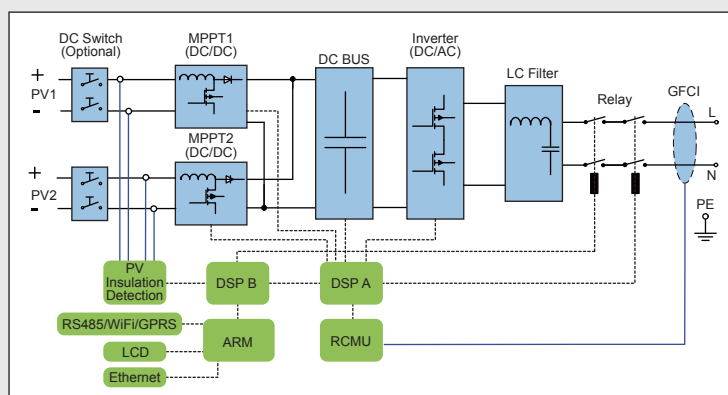 DC Switch
(Optional)
MPPT1
(DC/DC)
DC BUS
Inverter
(DC/AC)
LC Filter
Relay
GFCI
+
PV1
-
L
MPPT2
(DC/DC)
+
PV2
-
N
PE
PV
Insulation
Detection
DSP B
DSP A
RS485/WiFi/GPRS
ARM
RCMU
LCD
Ethernet